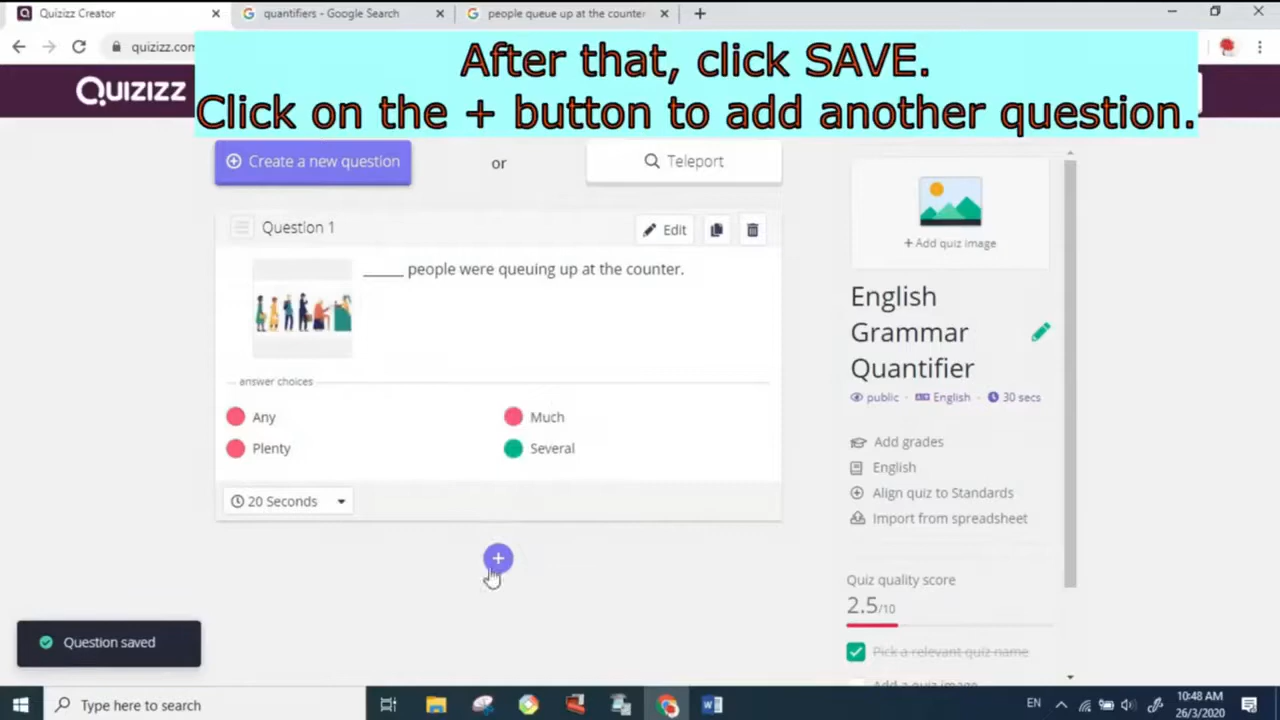 Quizizz Creator
quantifiers - Google Search
people queue up at the counter
quizizz.com
After that, click SAVE.
Click on the + button to add another question.
Quizizz
Create a new question
or
Teleport
Question 1
Edit
______ people were queuing up at the counter.
answer choices
Any
Much
Plenty
Several
20 Seconds
+
+ Add quiz image
English
Grammar
Quantifier
public · English · 30 secs
Add grades
English
Align quiz to Standards
Import from spreadsheet
Quiz quality score
2.5/10
Pick a relevant quiz name
Add a quiz image
Question saved
Type here to search
EN
10:48 AM
26/3/2020